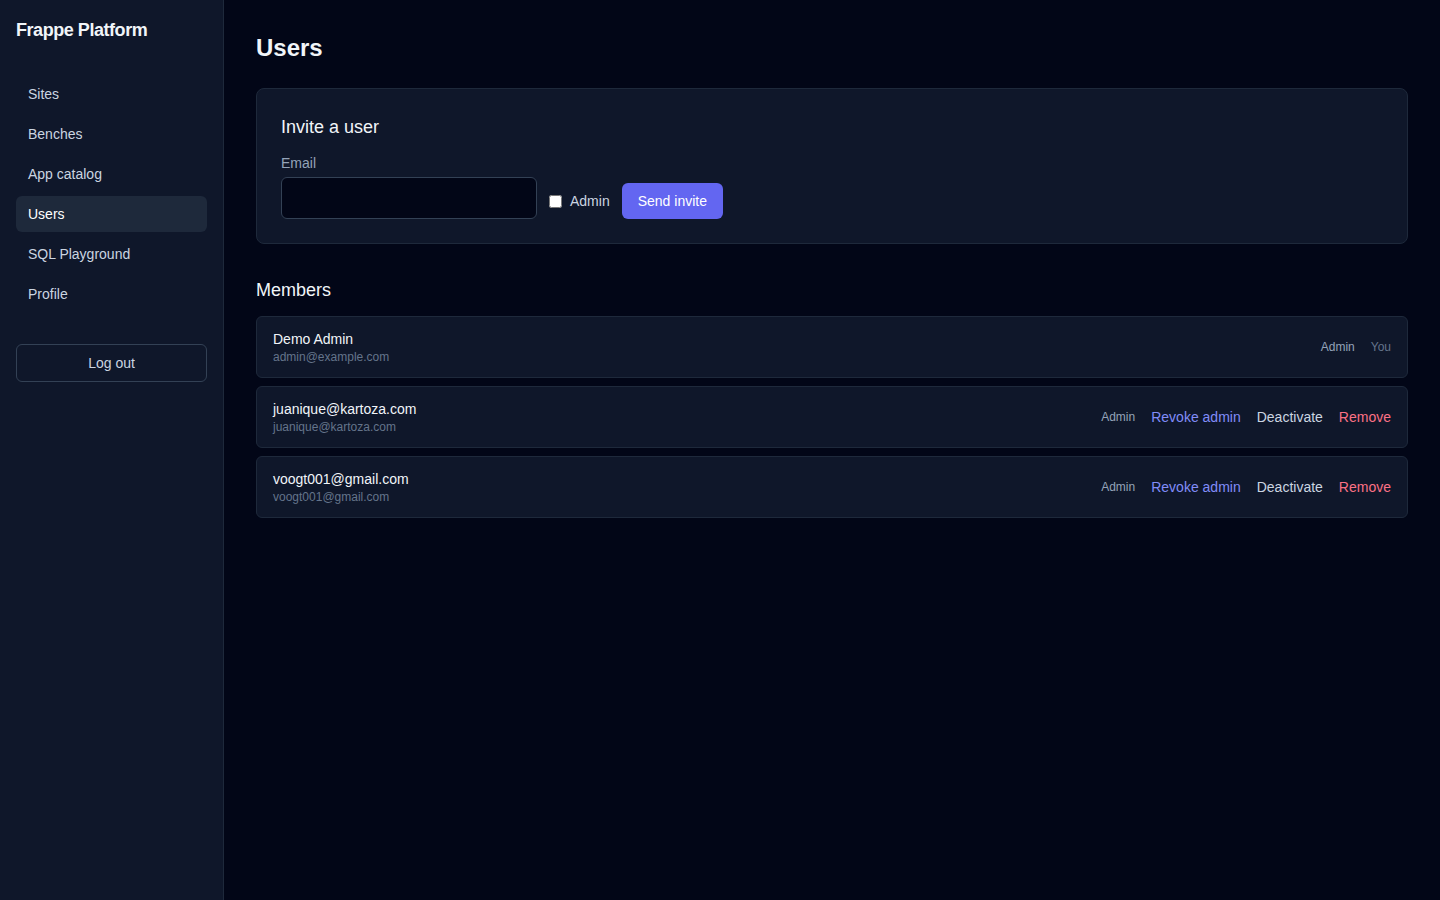 Frappe Platform
Sites
Benches
App catalog
Users
SQL Playground
Profile
Log out
Users
Invite a user
Email
Admin
Send invite
Members
Demo Admin
admin@example.com
Admin You
juanique@kartoza.com
juanique@kartoza.com
Admin Revoke admin Deactivate Remove
voogt001@gmail.com
voogt001@gmail.com
Admin Revoke admin Deactivate Remove